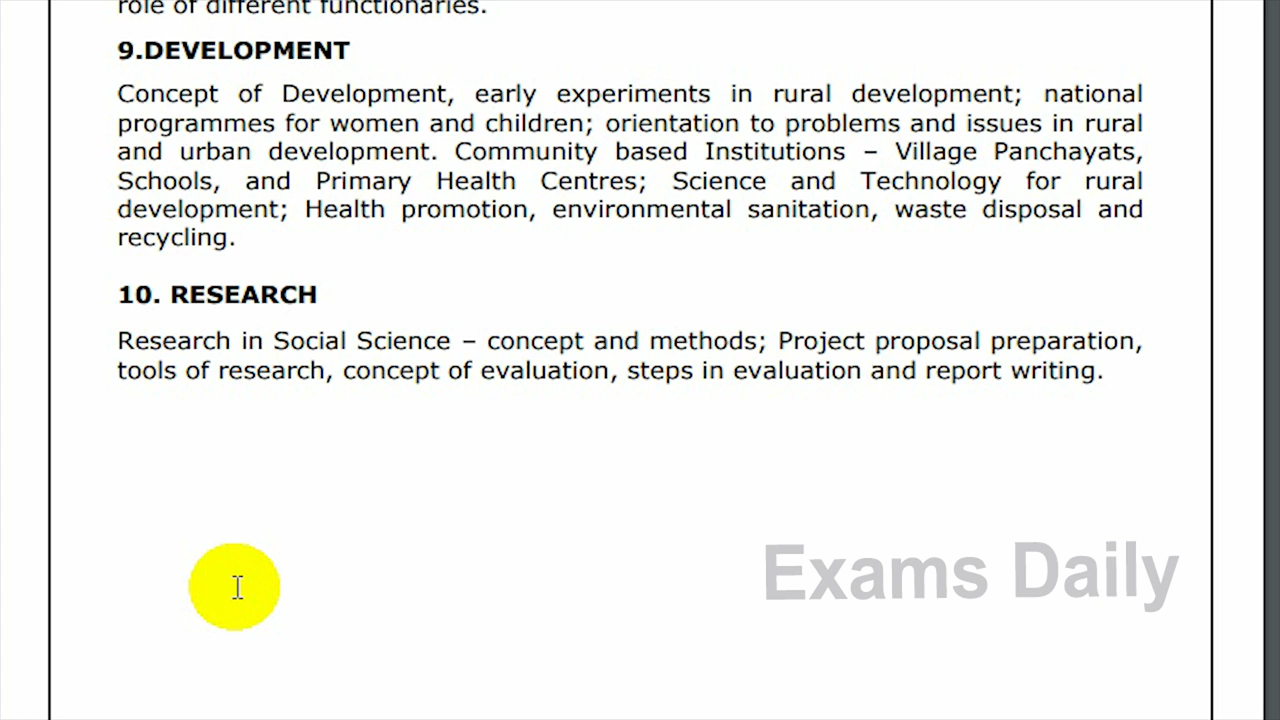 role of different functionaries.
9.DEVELOPMENT
Concept of Development, early experiments in rural development; national
programmes for women and children; orientation to problems and issues in rural
and urban development. Community based Institutions – Village Panchayats,
Schools, and Primary Health Centres; Science and Technology for rural
development; Health promotion, environmental sanitation, waste disposal and
recycling.
10. RESEARCH
Research in Social Science – concept and methods; Project proposal preparation,
tools of research, concept of evaluation, steps in evaluation and report writing.
Exams Daily